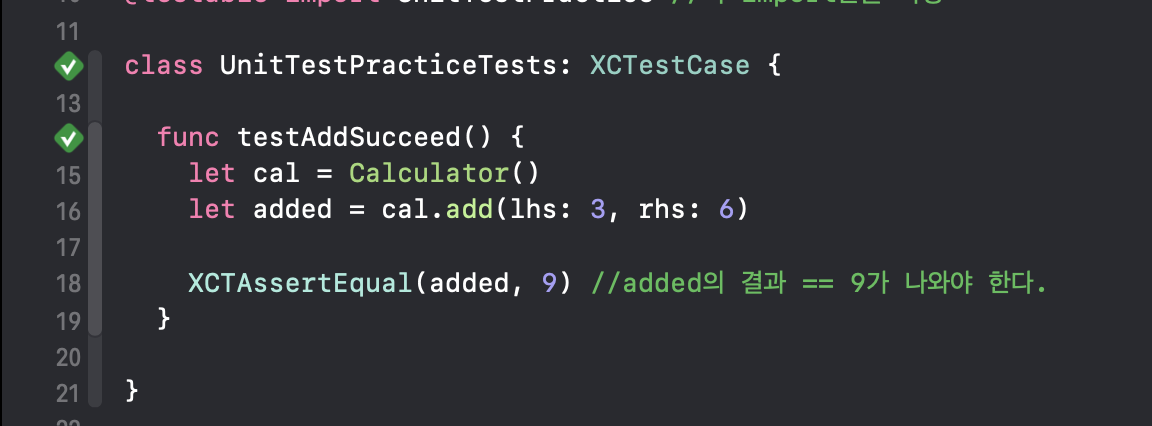 11
class UnitTestPracticeTests: XCTestCase {
13
func testAddSucceed() {
15 let cal = Calculator()
16 let added = cal.add(lhs: 3, rhs: 6)
17
18 XCTAssertEqual(added, 9) //added의 결과 == 9가 나와야 한다.
19 }
20
21 }